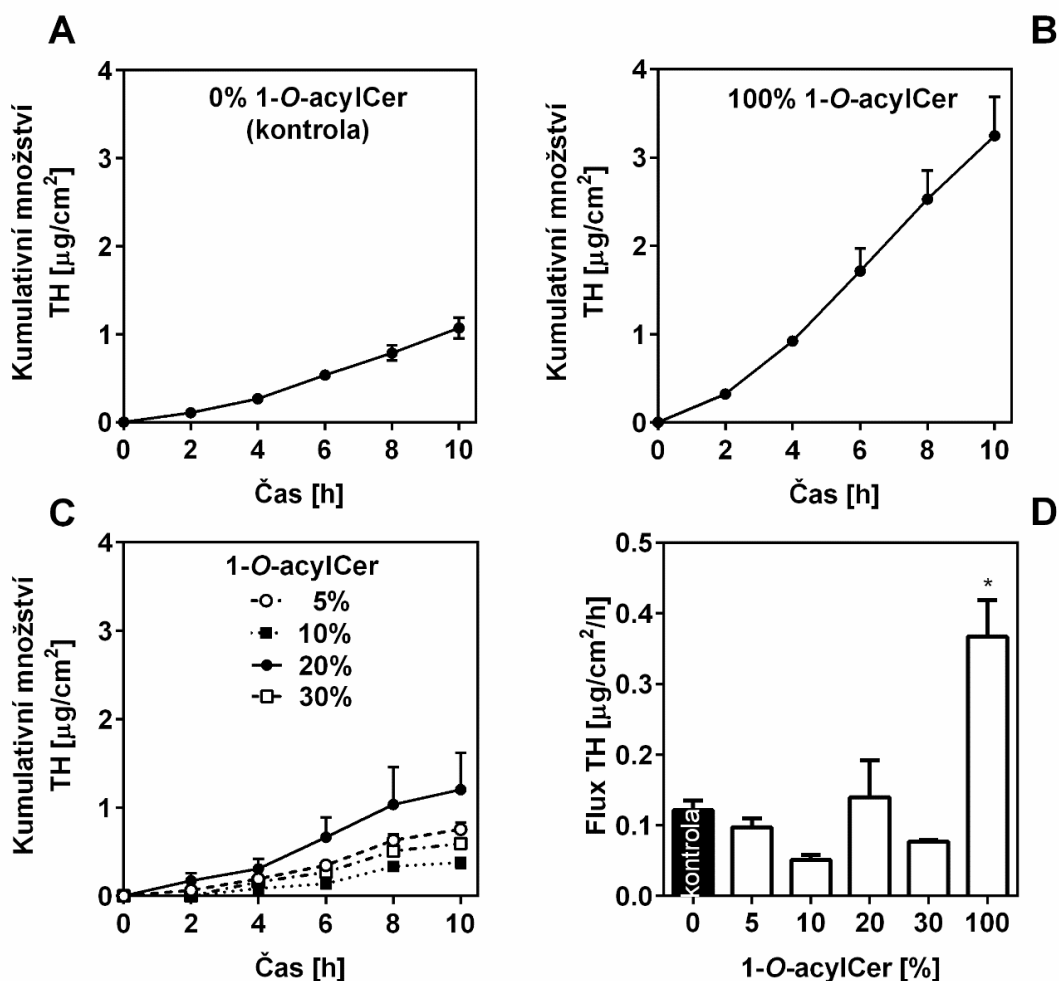 A
Kumulativní množství
TH [μg/cm²]
4
3
2
1
0
0% 1-O-acylCer
(kontrola)
0 2 4 6 8 10
Čas [h]
B
Kumulativní množství
TH [μg/cm²]
4
3
2
1
0
100% 1-O-acylCer
0 2 4 6 8 10
Čas [h]
C
Kumulativní množství
TH [μg/cm²]
4
3
2
1
0
1-O-acylCer
5%
10%
20%
30%
0 2 4 6 8 10
Čas [h]
D
Flux TH [μg/cm²/h]
0.5
0.4
0.3
0.2
0.1
0.0
kontrola
*
0 5 10 20 30 100
1-O-acylCer [%]